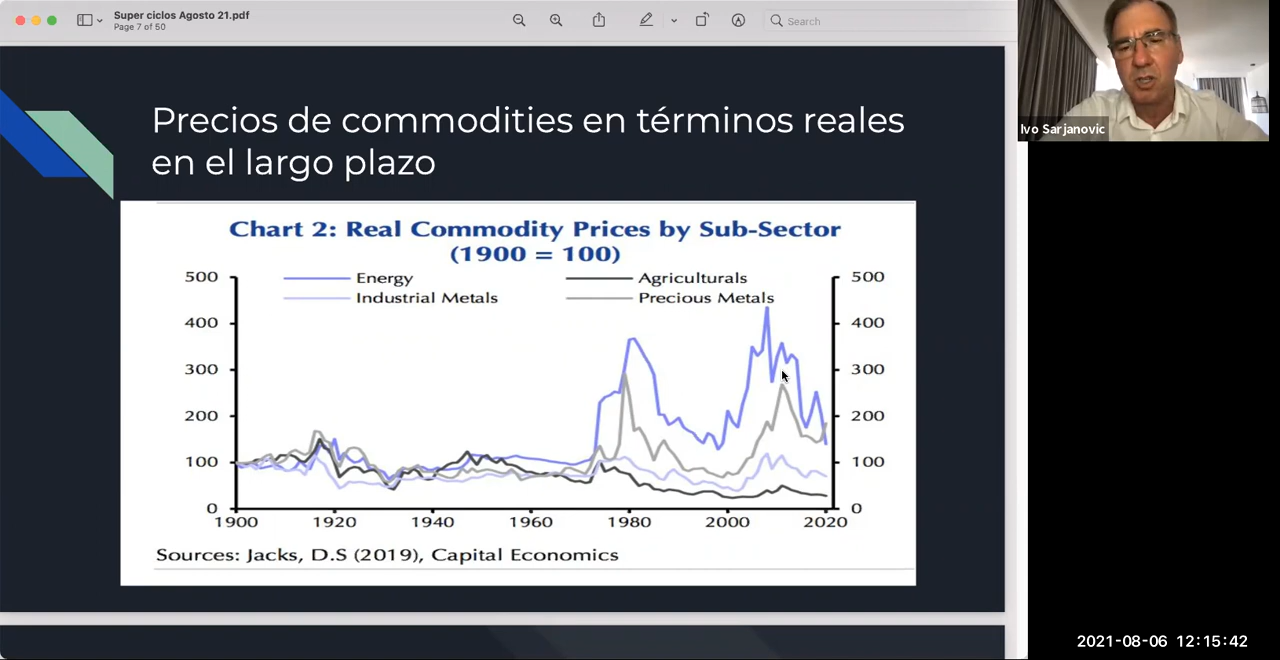 Super ciclos Agosto 21.pdf
Page 7 of 50
Search
Ivo Sarjanovic
Precios de commodities en términos reales
en el largo plazo
Chart 2: Real Commodity Prices by Sub-Sector
(1900 = 100)
500 500
Energy Agriculturals
Industrial Metals Precious Metals
400 400
300 300
200 200
100 100
0 0
1900 1920 1940 1960 1980 2000 2020
Sources: Jacks, D.S (2019), Capital Economics
2021-08-06 12:15:42